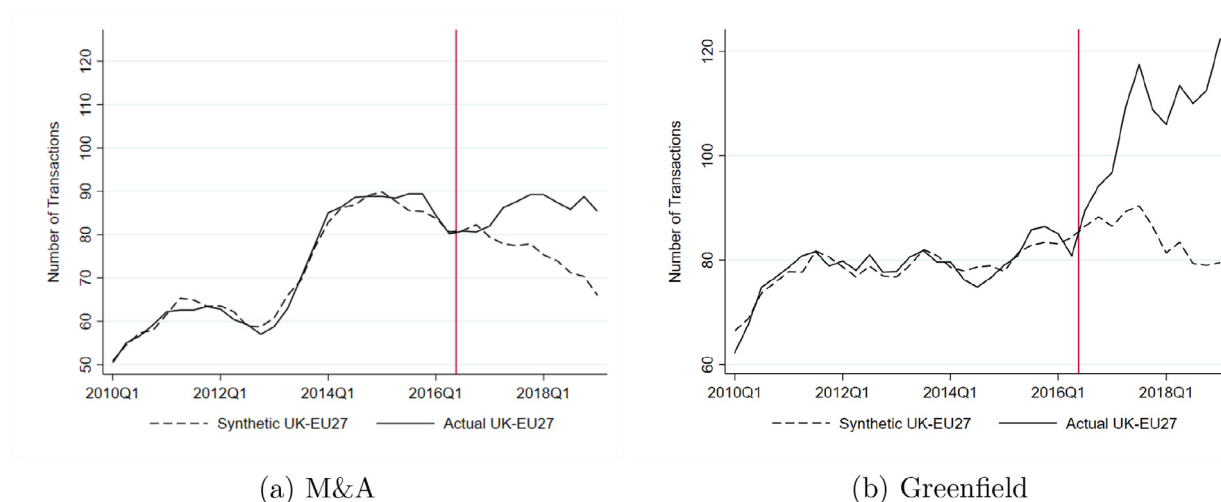 Number of Transactions
120
110
100
90
80
70
60
50
2010Q1 2012Q1 2014Q1 2016Q1 2018Q1
Synthetic UK-EU27 Actual UK-EU27
(a) M&A
Number of Transactions
120
100
80
60
2010Q1 2012Q1 2014Q1 2016Q1 2018Q1
Synthetic UK-EU27 Actual UK-EU27
(b) Greenfield